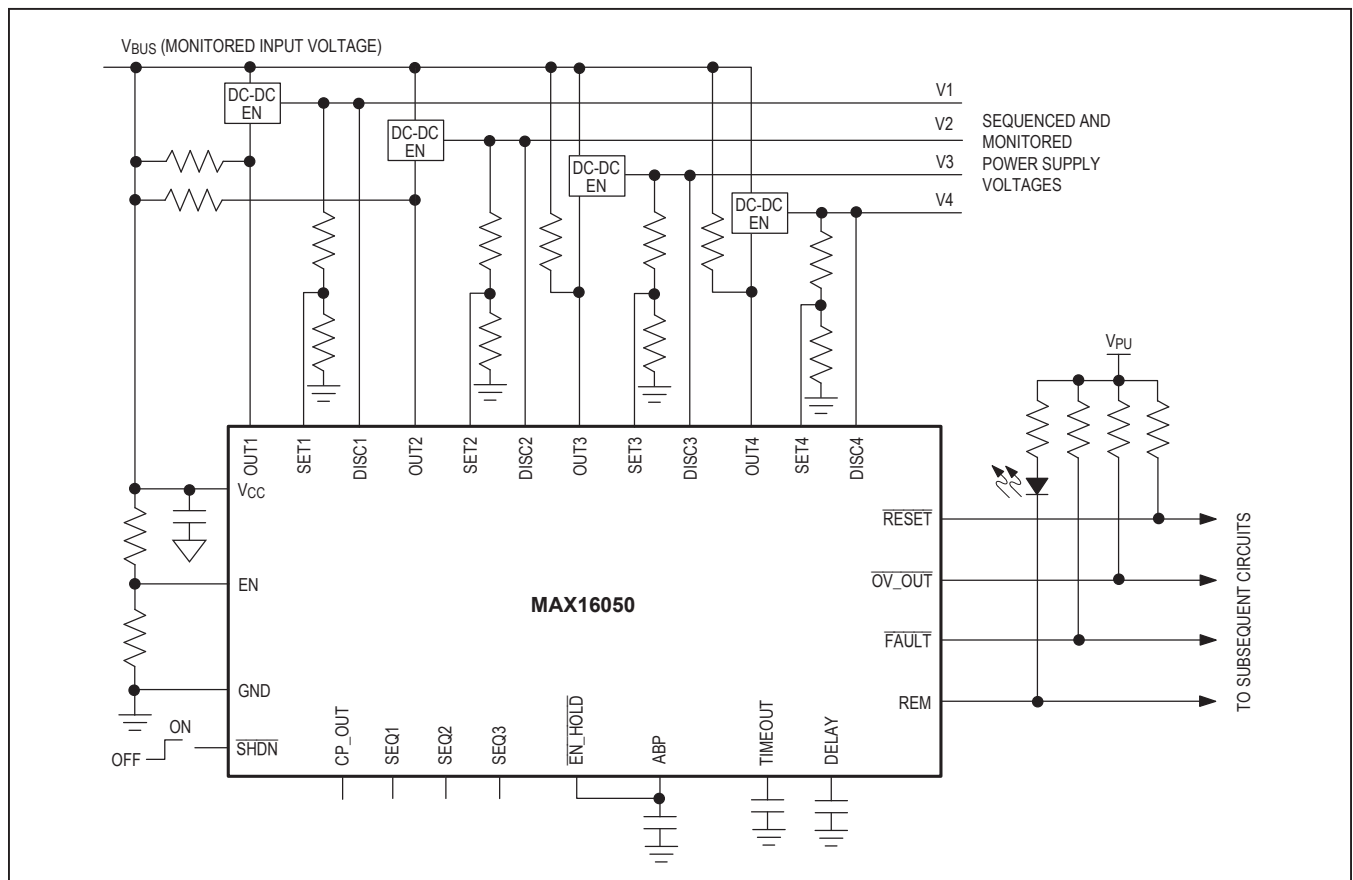 VBUS (MONITORED INPUT VOLTAGE)
DC-DC
EN
V1
DC-DC
EN
V2
DC-DC
EN
V3
DC-DC
EN
V4
SEQUENCED AND
MONITORED
POWER SUPPLY
VOLTAGES
VPU
OUT1
SET1
DISC1
OUT2
SET2
DISC2
OUT3
SET3
DISC3
OUT4
SET4
DISC4
VCC
EN
GND
SHDN
ON
OFF
MAX16050
RESET
OV_OUT
FAULT
REM
TO SUBSEQUENT CIRCUITS
CP_OUT
SEQ1
SEQ2
SEQ3
EN_HOLD
ABP
TIMEOUT
DELAY